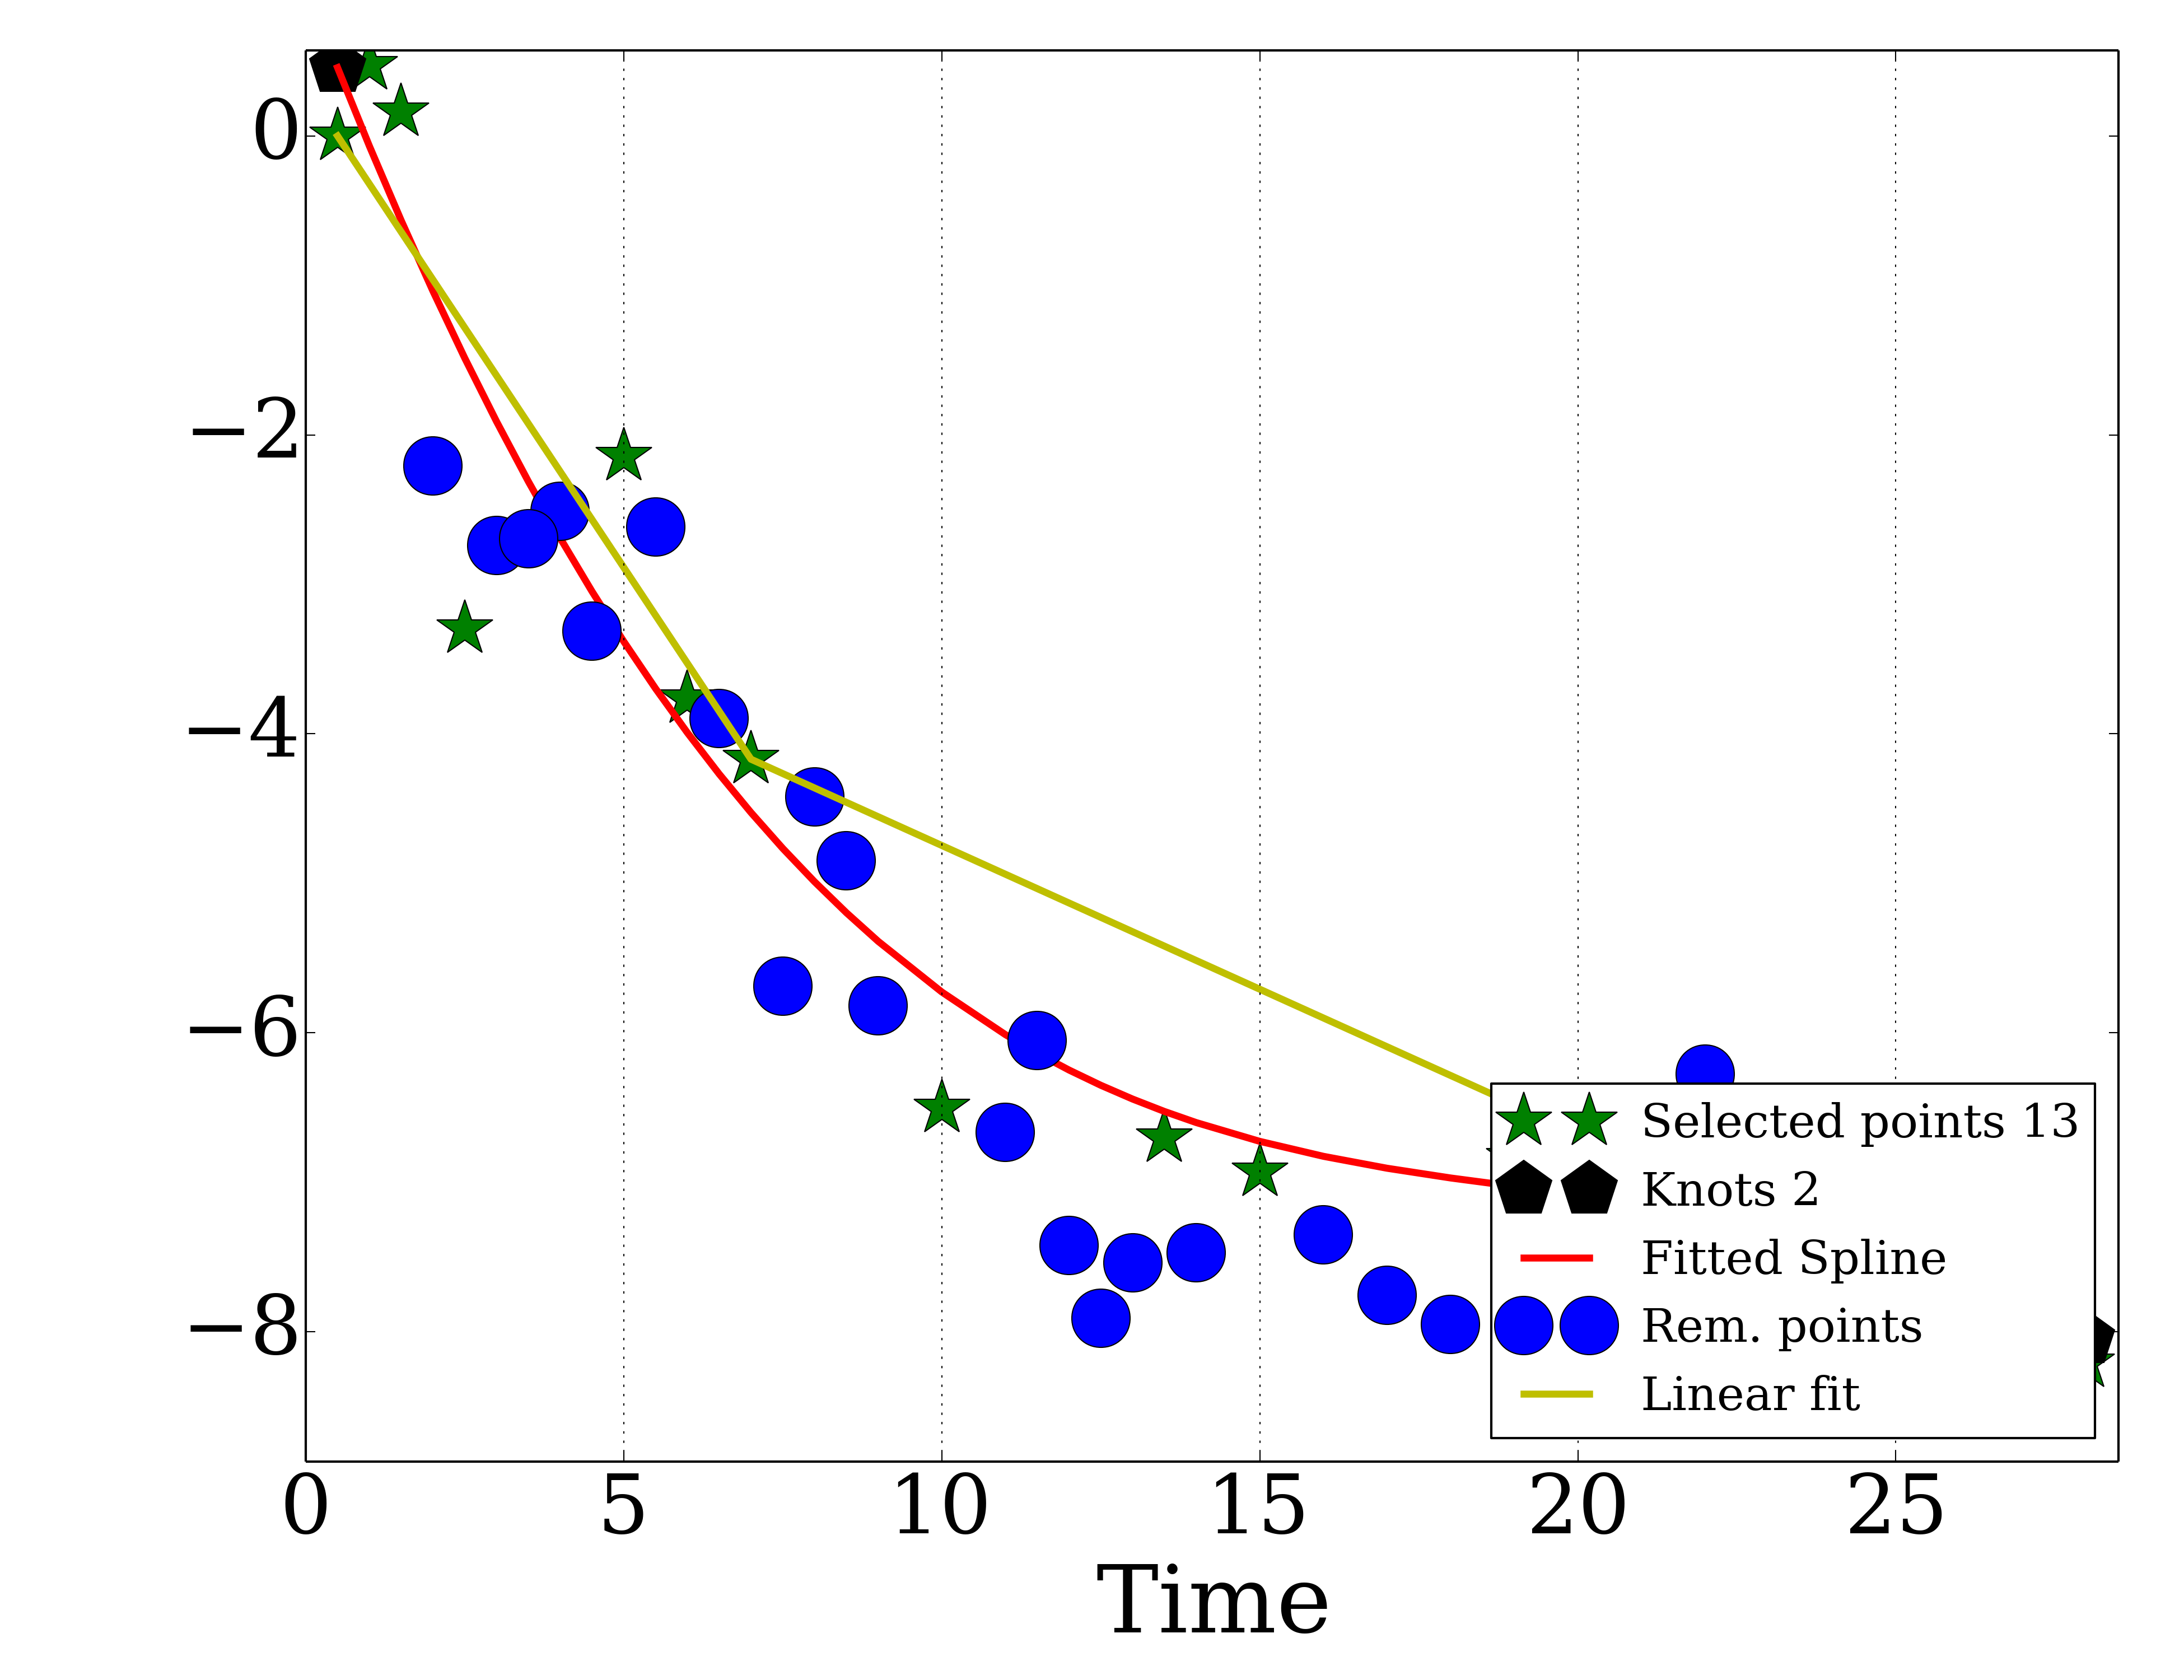 0
−2
−4
−6
−8
Selected points 13
Knots 2
Fitted Spline
Rem. points
Linear fit
0 5 10 15 20 25
Time